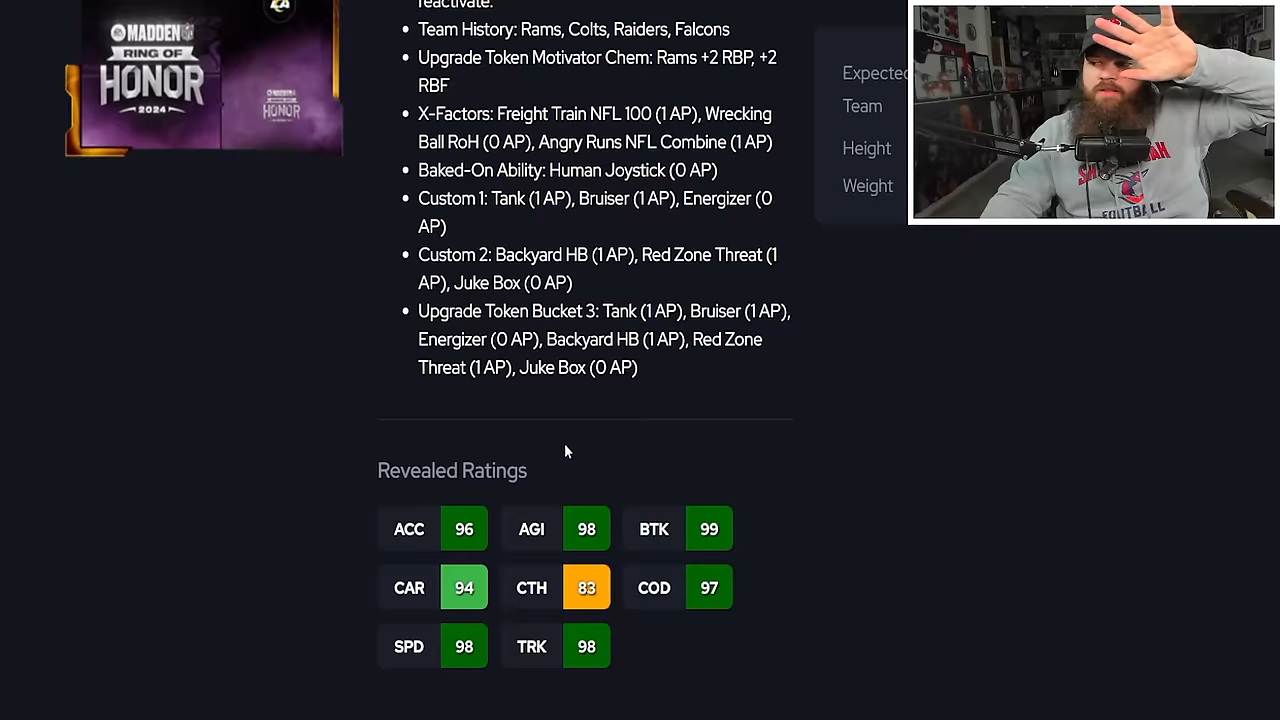 reactivate.
Team History: Rams, Colts, Raiders, Falcons
Upgrade Token Motivator Chem: Rams +2 RBP, +2
RBF
X-Factors: Freight Train NFL 100 (1 AP), Wrecking
Ball RoH (0 AP), Angry Runs NFL Combine (1 AP)
Baked-On Ability: Human Joystick (0 AP)
Custom 1: Tank (1 AP), Bruiser (1 AP), Energizer (0
AP)
Custom 2: Backyard HB (1 AP), Red Zone Threat (1
AP), Juke Box (0 AP)
Upgrade Token Bucket 3: Tank (1 AP), Bruiser (1 AP),
Energizer (0 AP), Backyard HB (1 AP), Red Zone
Threat (1 AP), Juke Box (0 AP)
Revealed Ratings
ACC 96 AGI 98 BTK 99
CAR 94 CTH 83 COD 97
SPD 98 TRK 98
MADDEN
RING OF
HONOR
2024
HONOR
LA
Expected
Team
Height
Weight
FOOTBALL